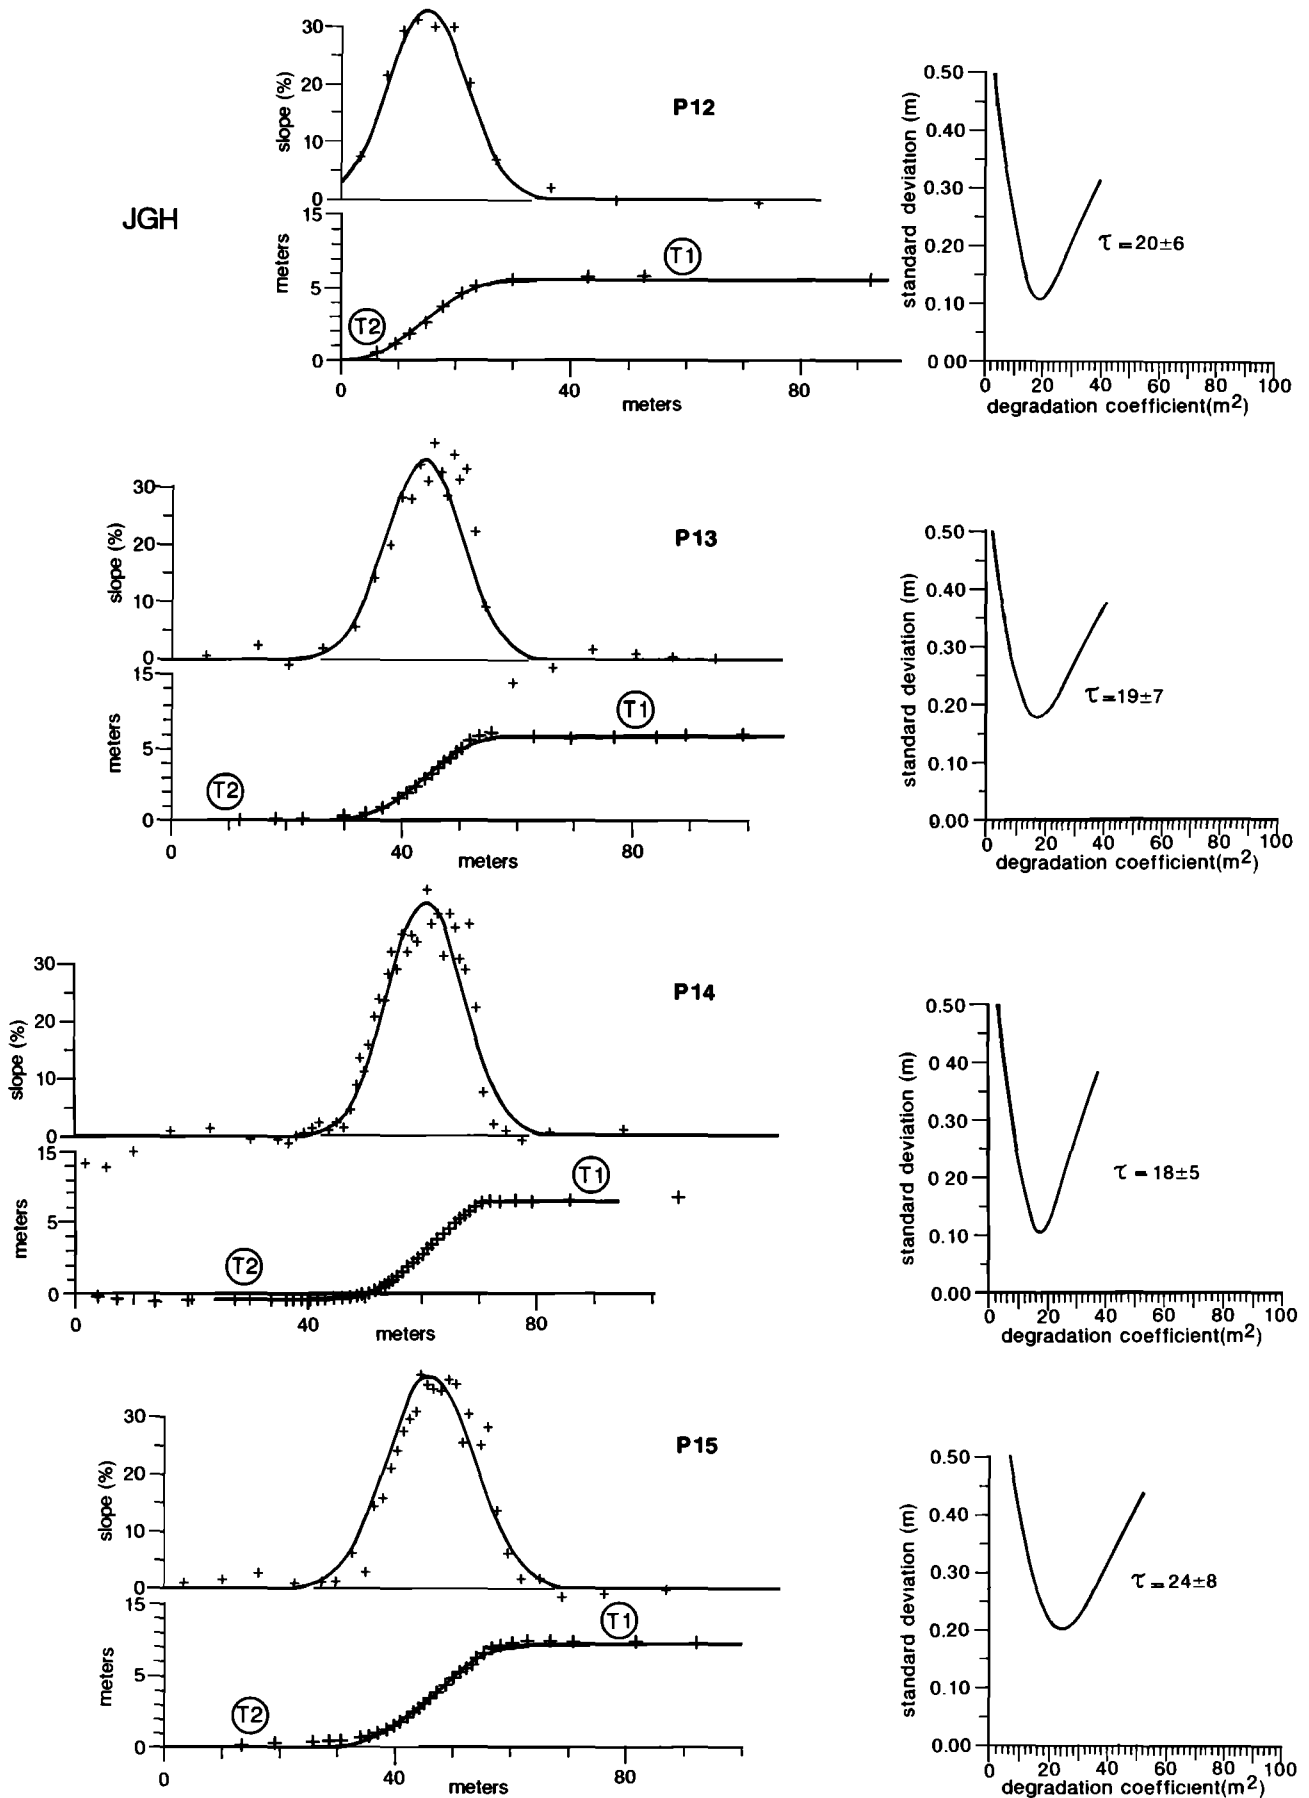 JGH
P12
slope (%)
30
20
10
0
15
meters
5
0
T1
T2
0 40 80
meters
standard deviation (m)
0.50
0.40
0.30
0.20
0.10
0 00
τ = 20±6
0 20 40 60 80 100
degradation coefficient(m2)
P13
slope (%)
30
20
10
0
15
meters
5
0
T1
T2
0 40 80
meters
standard deviation (m)
0.50
0.40
0.30
0.20
0.10
0.00
τ = 19±7
0 20 40 60 80 100
degradation coefficient(m2)
P14
slope (%)
30
20
10
0
15
meters
5
0
T1
T2
0 40 80
meters
standard deviation (m)
0.50
0 40
0.30
0.20
0.10
0.00
τ = 18±5
0 20 40 60 80 100
degradation coefficient(m2)
P15
slope (%)
30
20
10
0
15
meters
5
0
T1
T2
0 40 80
meters
standard deviation (m)
0.50
0.40
0.30
0.20
0.10
0.00
τ = 24±8
0 20 40 60 80 100
degradation coefficient(m2)